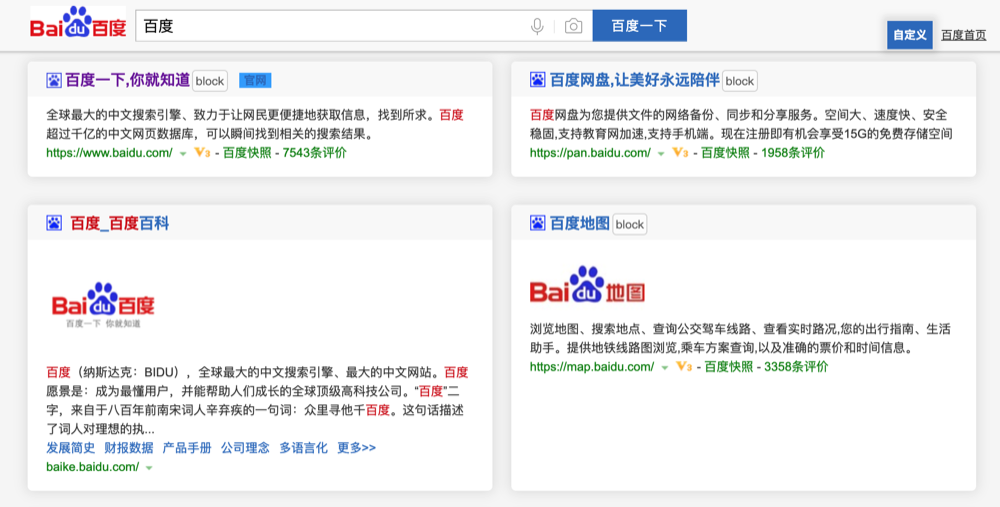 Bai du 百度
百度
百度一下
自定义
百度首页
百度一下,你就知道 block 官网
全球最大的中文搜索引擎、致力于让网民更便捷地获取信息，找到所求。百度
超过千亿的中文网页数据库，可以瞬间找到相关的搜索结果。
https://www.baidu.com/ V3 - 百度快照 - 7543条评价
百度网盘,让美好永远陪伴 block
百度网盘为您提供文件的网络备份、同步和分享服务。空间大、速度快、安全
稳固,支持教育网加速,支持手机端。现在注册即有机会享受15G的免费存储空间
https://pan.baidu.com/ V3 - 百度快照 - 1958条评价
百度_百度百科
Bai du 百度
百度一下 你就知道
百度（纳斯达克：BIDU），全球最大的中文搜索引擎、最大的中文网站。百度
愿景是：成为最懂用户，并能帮助人们成长的全球顶级高科技公司。“百度”二
字，来自于八百年前南宋词人辛弃疾的一句词：众里寻他千百度。这句话描述
了词人对理想的执...
发展简史 财报数据 产品手册 公司理念 多语言化 更多>>
baike.baidu.com/
百度地图 block
Bai du 地图
浏览地图、搜索地点、查询公交驾车线路、查看实时路况,您的出行指南、生活
助手。提供地铁线路图浏览,乘车方案查询,以及准确的票价和时间信息。
https://map.baidu.com/ V3 - 百度快照 - 3358条评价